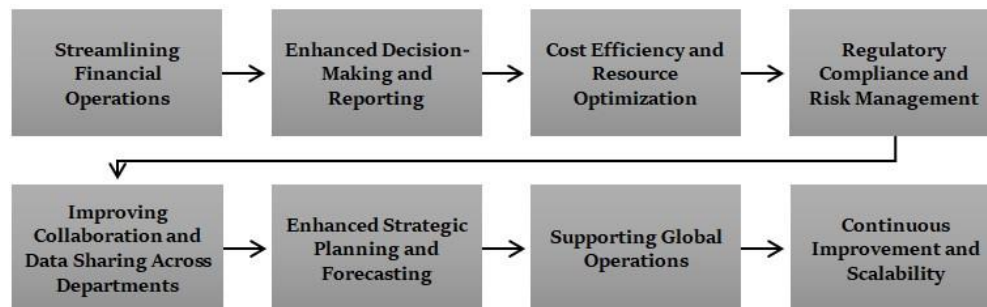 Streamlining
Financial
Operations
Enhanced Decision-
Making and
Reporting
Cost Efficiency and
Resource
Optimization
Regulatory
Compliance and
Risk Management
Improving
Collaboration and
Data Sharing Across
Departments
Enhanced Strategic
Planning and
Forecasting
Supporting Global
Operations
Continuous
Improvement and
Scalability